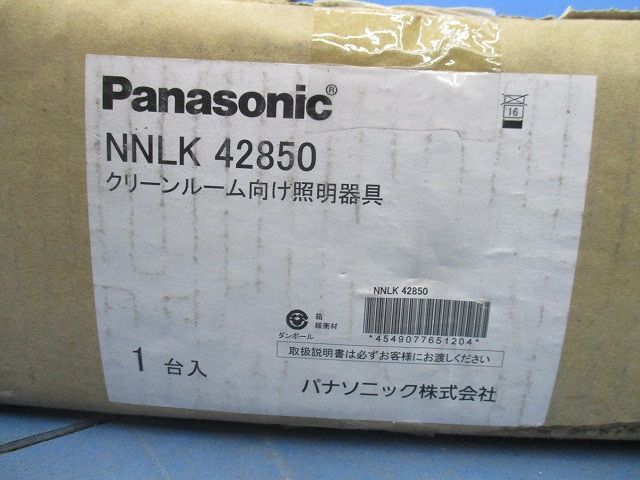 Panasonic®
16
NNLK 42850
クリーンルーム向け照明器具
NNLK 42850
*4549077651204*
箱
緩衝材
ダンボール
取扱説明書は必ずお客様にお渡しください
1 台入
パナソニック株式会社